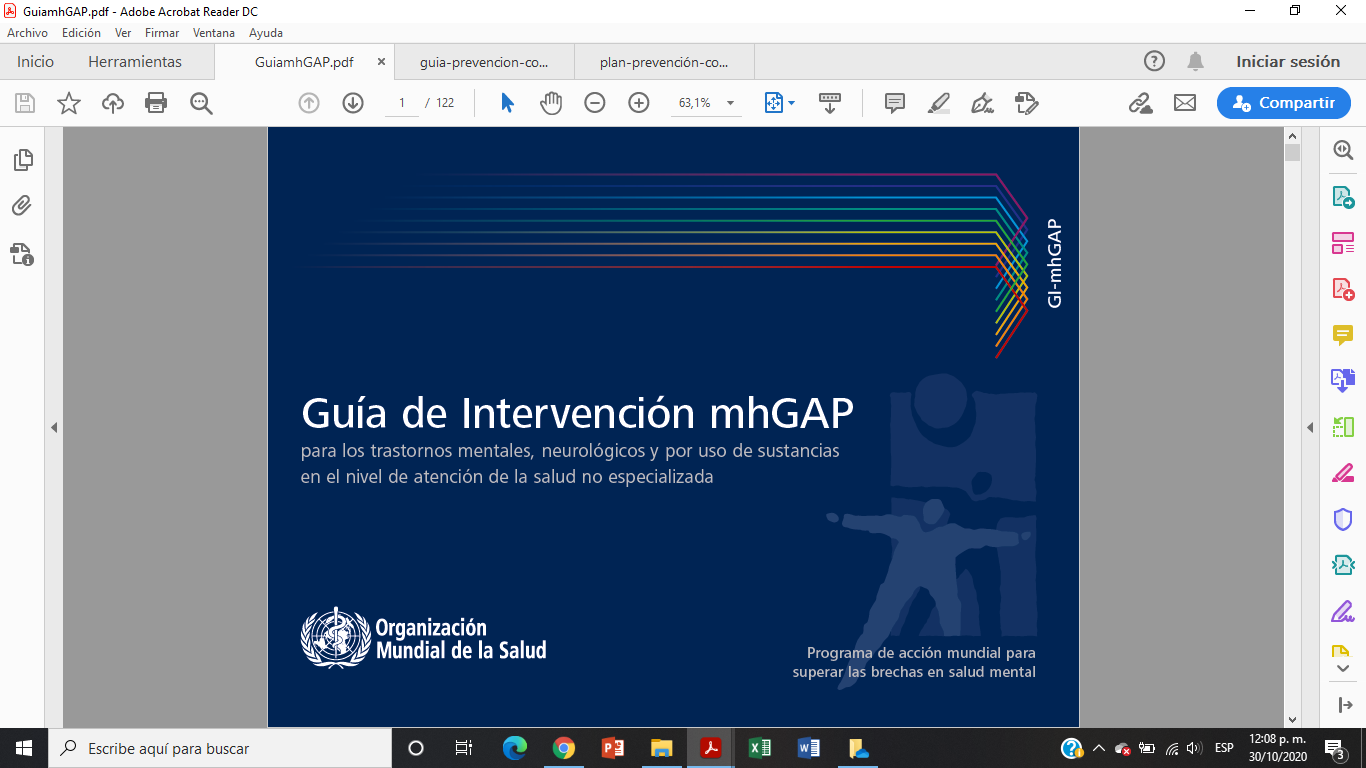 GuiamhGAP.pdf - Adobe Acrobat Reader DC
Archivo Edición Ver Firmar Ventana Ayuda
Inicio Herramientas GuiamhGAP.pdf × guia-prevencion-co... plan-prevención-co... Iniciar sesión
1 / 122 63,1% Compartir
GI-mhGAP
Guía de Intervención mhGAP
para los trastornos mentales, neurológicos y por uso de sustancias
en el nivel de atención de la salud no especializada
Organización
Mundial de la Salud
Programa de acción mundial para
superar las brechas en salud mental
Escribe aquí para buscar
ESP
12:08 p. m.
30/10/2020
3